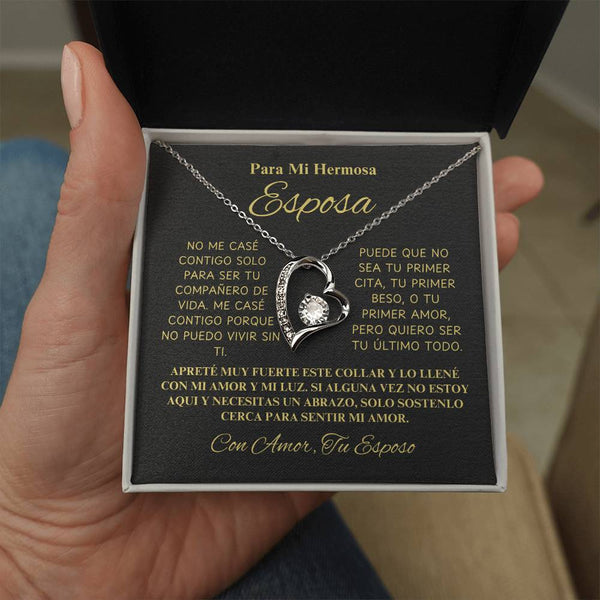 Para Mi Hermosa
Esposa
NO ME CASÉ
CONTIGO SOLO
PARA SER TU
COMPAÑERO DE
VIDA. ME CASÉ
CONTIGO PORQUE
NO PUEDO VIVIR SIN
TI.
PUEDE QUE NO
SEA TU PRIMER
CITA, TU PRIMER
BESO, O TU
PRIMER AMOR,
PERO QUIERO SER
TU ÚLTIMO TODO.
APRETÉ MUY FUERTE ESTE COLLAR Y LO LLENÉ
CON MI AMOR Y MI LUZ. SI ALGUNA VEZ NO ESTOY
AQUI Y NECESITAS UN ABRAZO, SOLO SOSTENLO
CERCA PARA SENTIR MI AMOR.
Con Amor, Tu Esposo